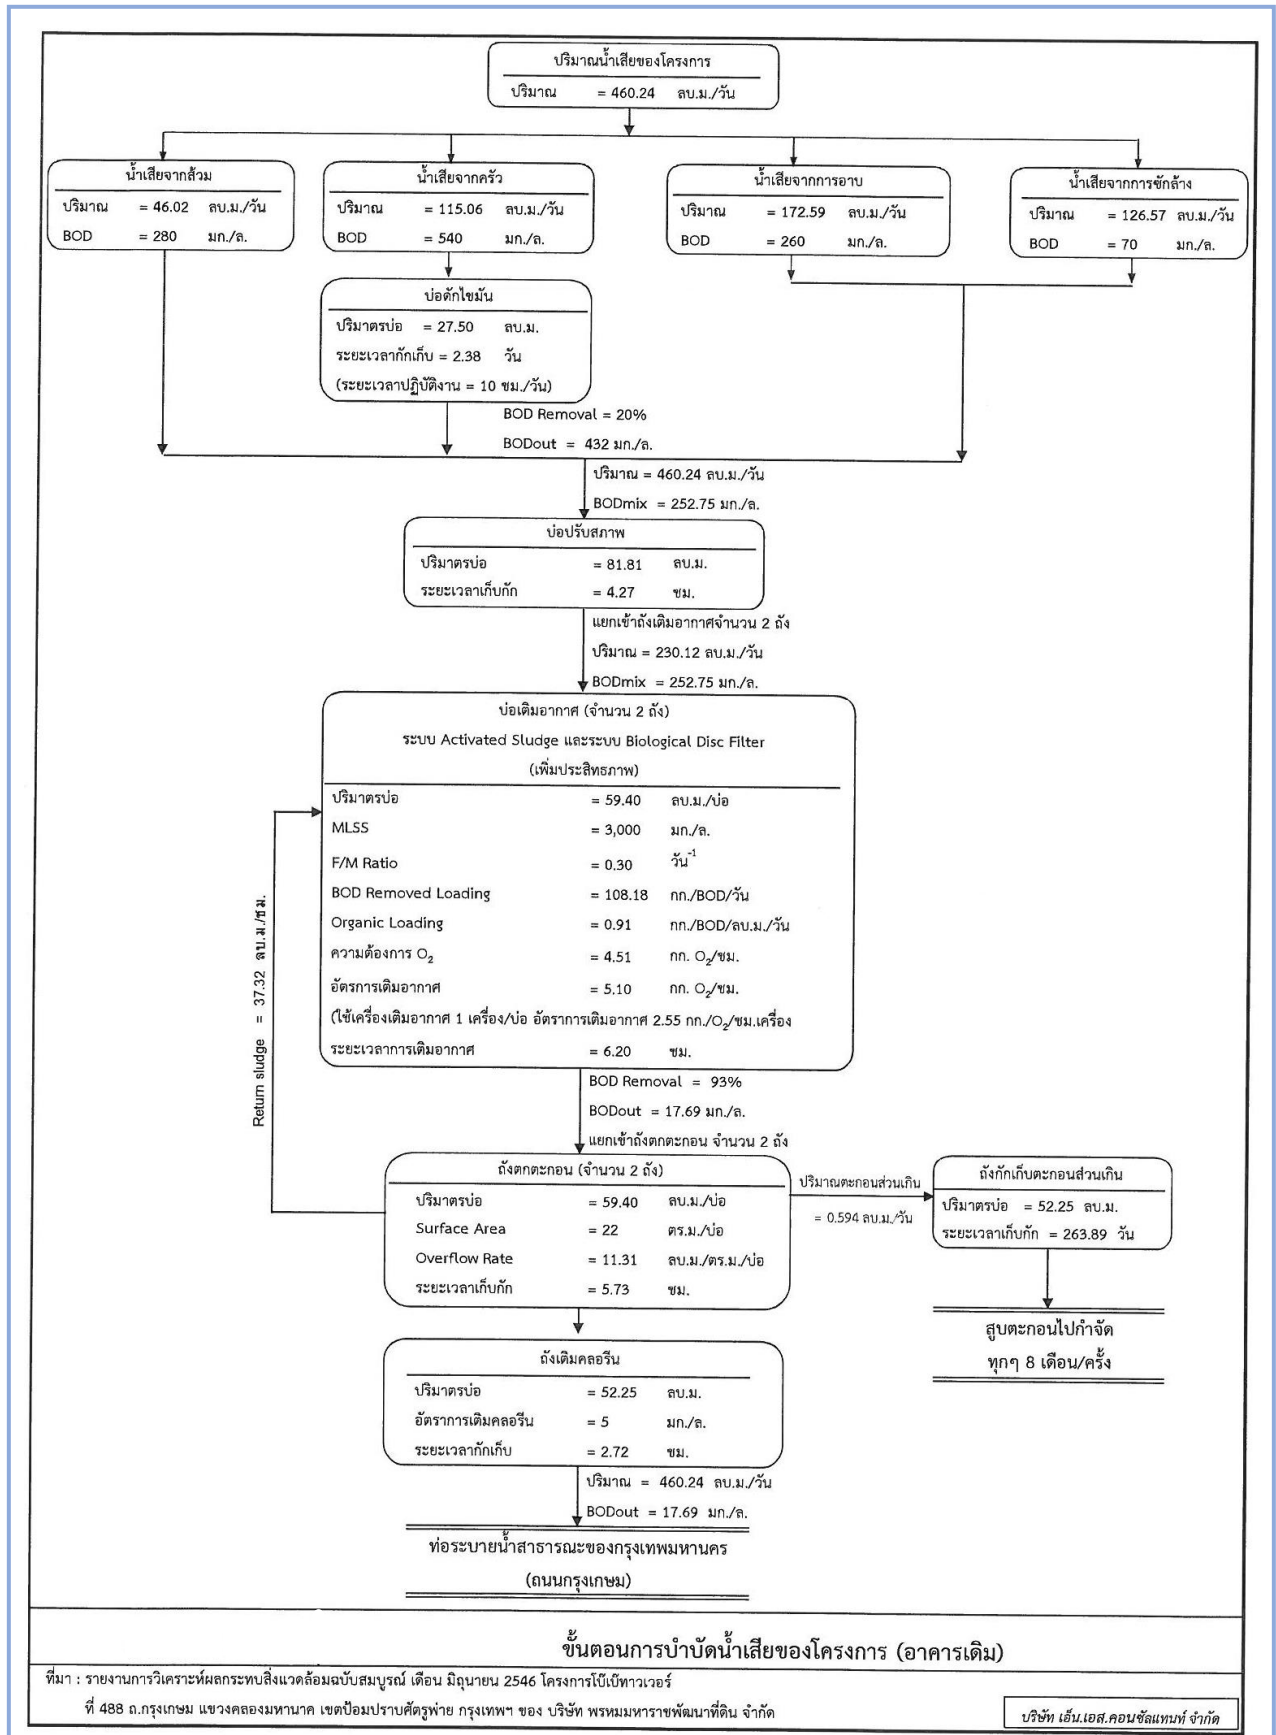 ปริมาณน้ำเสียของโครงการ
ปริมาณ = 460.24 ลบ.ม./วัน
น้ำเสียจากส้วม
ปริมาณ = 46.02 ลบ.ม./วัน
BOD = 280 มก./ล.
น้ำเสียจากครัว
ปริมาณ = 115.06 ลบ.ม./วัน
BOD = 540 มก./ล.
น้ำเสียจากการอาบ
ปริมาณ = 172.59 ลบ.ม./วัน
BOD = 260 มก./ล.
น้ำเสียจากการซักล้าง
ปริมาณ = 126.57 ลบ.ม./วัน
BOD = 70 มก./ล.
บ่อดักไขมัน
ปริมาตรบ่อ = 27.50 ลบ.ม.
ระยะเวลากักเก็บ = 2.38 วัน
(ระยะเวลาปฏิบัติงาน = 10 ชม./วัน)
BOD Removal = 20%
BODout = 432 มก./ล.
ปริมาณ = 460.24 ลบ.ม./วัน
BODmix = 252.75 มก./ล.
บ่อปรับสภาพ
ปริมาตรบ่อ = 81.81 ลบ.ม.
ระยะเวลาเก็บกัก = 4.27 ชม.
แยกเข้าถังเติมอากาศจำนวน 2 ถัง
ปริมาณ = 230.12 ลบ.ม./วัน
BODmix = 252.75 มก./ล.
บ่อเติมอากาศ (จำนวน 2 ถัง)
ระบบ Activated Sludge และระบบ Biological Disc Filter
(เพิ่มประสิทธภาพ)
ปริมาตรบ่อ = 59.40 ลบ.ม./บ่อ
MLSS = 3,000 มก./ล.
F/M Ratio = 0.30 วัน⁻¹
BOD Removed Loading = 108.18 กก./BOD/วัน
Organic Loading = 0.91 กก./BOD/ลบ.ม./วัน
ความต้องการ O₂ = 4.51 กก. O₂/ชม.
อัตรการเติมอากาศ = 5.10 กก. O₂/ชม.
(ใช้เครื่องเติมอากาศ 1 เครื่อง/บ่อ อัตราการเติมอากาศ 2.55 กก./O₂/ชม.เครื่อง
ระยะเวลาการเติมอากาศ = 6.20 ชม.
Return sludge = 37.32 ลบ.ม./ชม.
BOD Removal = 93%
BODout = 17.69 มก./ล.
แยกเข้าถังตกตะกอน จำนวน 2 ถัง
ถังตกตะกอน (จำนวน 2 ถัง)
ปริมาตรบ่อ = 59.40 ลบ.ม./บ่อ
Surface Area = 22 ตร.ม./บ่อ
Overflow Rate = 11.31 ลบ.ม./ตร.ม./บ่อ
ระยะเวลาเก็บกัก = 5.73 ชม.
ปริมาณตะกอนส่วนเกิน
= 0.594 ลบ.ม./วัน
ถังกักเก็บตะกอนส่วนเกิน
ปริมาตรบ่อ = 52.25 ลบ.ม.
ระยะเวลาเก็บกัก = 263.89 วัน
สูบตะกอนไปกำจัด
ทุกๆ 8 เดือน/ครั้ง
ถังเติมคลอรีน
ปริมาตรบ่อ = 52.25 ลบ.ม.
อัตราการเติมคลอรีน = 5 มก./ล.
ระยะเวลากักเก็บ = 2.72 ชม.
ปริมาณ = 460.24 ลบ.ม./วัน
BODout = 17.69 มก./ล.
ท่อระบายน้ำสาธารณะของกรุงเทพมหานคร
(ถนนกรุงเกษม)
ขั้นตอนการบำบัดน้ำเสียของโครงการ (อาคารเดิม)
ที่มา : รายงานการวิเคราะห์ผลกระทบสิ่งแวดล้อมฉบับสมบูรณ์ เดือน มิถุนายน 2546 โครงการโบ๊เบ๊ทาวเวอร์
ที่ 488 ถ.กรุงเกษม แขวงคลองมหานาค เขตป้อมปราบศัตรูพ่าย กรุงเทพฯ ของ บริษัท พรหมมหาราชพัฒนาที่ดิน จำกัด
บริษัท เอ็น.เอส.คอนซัลแทนท์ จำกัด